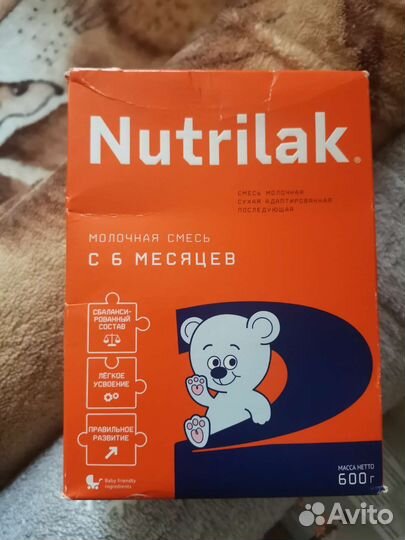 Nutrilak®
СМЕСЬ МОЛОЧНАЯ
СУХАЯ АДАПТИРОВАННАЯ
ПОСЛЕДУЮЩАЯ
МОЛОЧНАЯ СМЕСЬ
С 6 МЕСЯЦЕВ
СБАЛАНСИ-
РОВАННЫЙ
СОСТАВ
ЛЁГКОЕ
УСВОЕНИЕ
ПРАВИЛЬНОЕ
РАЗВИТИЕ
2
Baby friendly
ingredients
МАССА НЕТТО
600 г
Avito